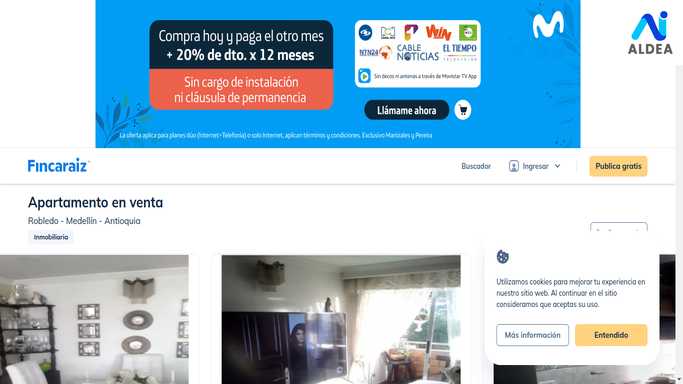 Compra hoy y paga el otro mes
+ 20% de dto. x 12 meses
Sin cargo de instalación
ni cláusula de permanencia
WIN
NTN24
CABLE
NOTICIAS
EL TIEMPO
TELEVISIÓN
Sin decos ni antenas a través de Movistar TV App
Llámame ahora
La oferta aplica para planes dúo (Internet+Telefonía) o solo Internet, aplican términos y condiciones. Exclusivo Manizales y Pereira
ALDEA
Fincaraiz
Buscador
Ingresar
Publica gratis
Apartamento en venta
Robledo - Medellín - Antioquia
Inmobiliaria
Utilizamos cookies para mejorar tu experiencia en
nuestro sitio web. Al continuar en el sitio
consideramos que aceptas su uso.
Más información
Entendido